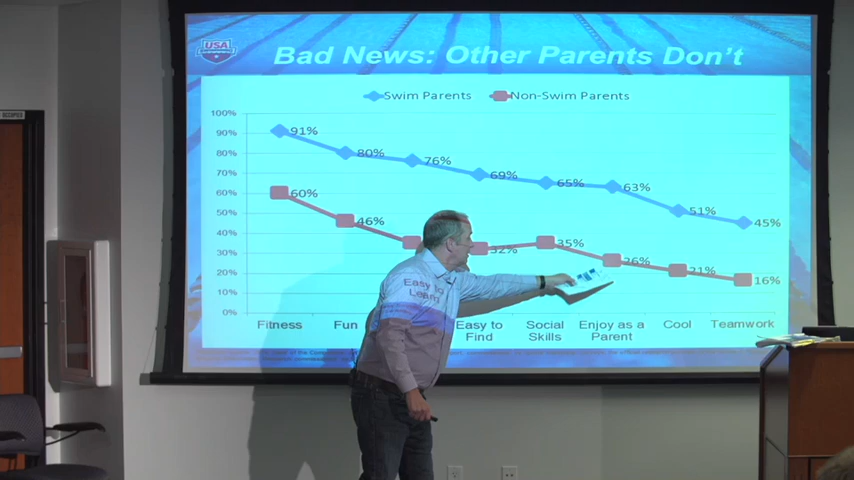 USA
Bad News: Other Parents Don't
Swim Parents
Non-Swim Parents
100%
90%
80%
70%
60%
50%
40%
30%
20%
10%
0%
91%
80%
76%
69%
65%
63%
51%
45%
60%
46%
32%
35%
26%
21%
16%
Fitness
Fun
Easy to
Learn
Easy to
Find
Social
Skills
Enjoy as a
Parent
Cool
Teamwork